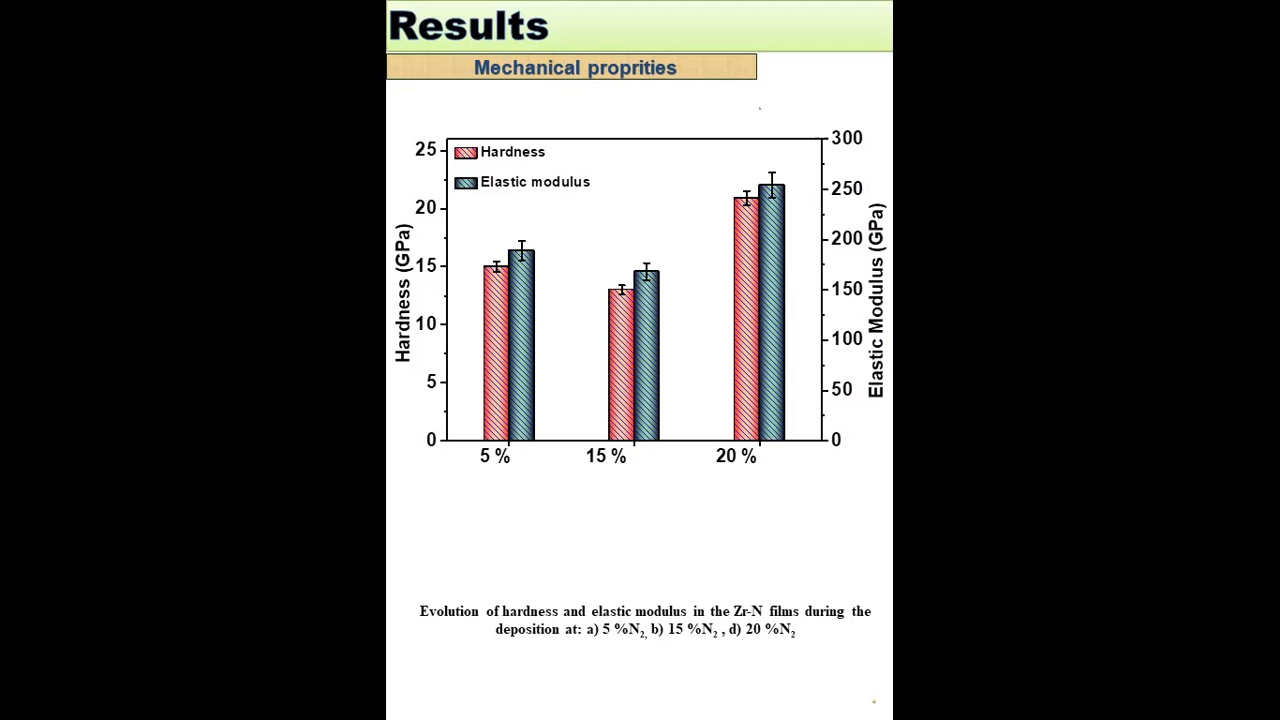 Results
Mechanical proprities
Hardness
Elastic modulus
Hardness (GPa)
25
20
15
10
5
0
300
250
200
150
100
50
0
Elastic Modulus (GPa)
5 % 15 % 20 %
Evolution of hardness and elastic modulus in the Zr-N films during the
deposition at: a) 5 %N2, b) 15 %N2 , d) 20 %N2